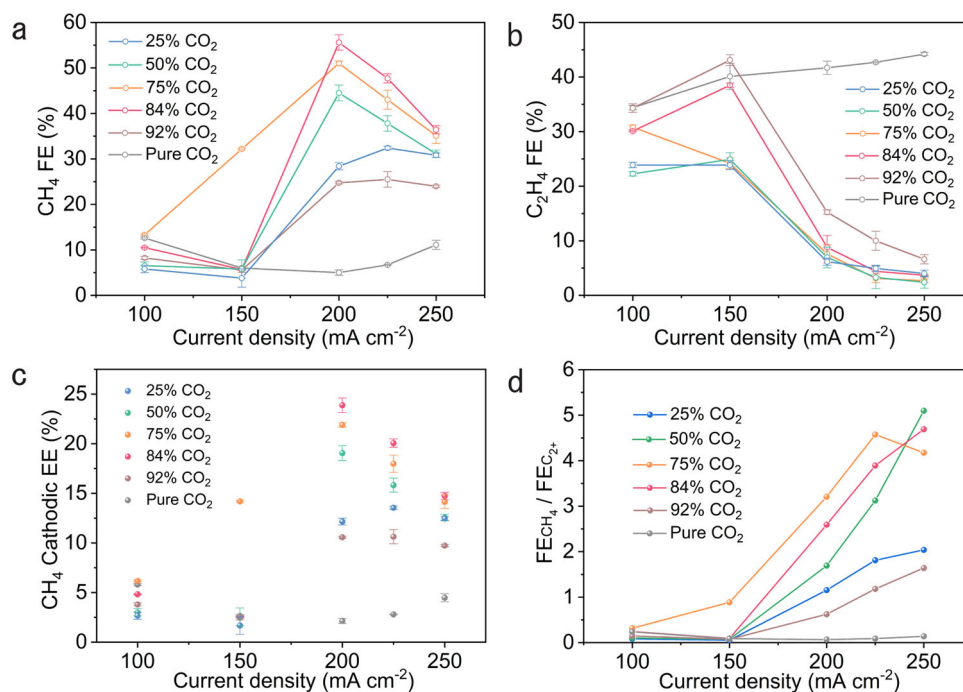 a
CH₄ FE (%)
60
50
40
30
20
10
0
25% CO₂
50% CO₂
75% CO₂
84% CO₂
92% CO₂
Pure CO₂
100 150 200 250
Current density (mA cm⁻²)
b
C₂H₄ FE (%)
50
40
30
20
10
0
25% CO₂
50% CO₂
75% CO₂
84% CO₂
92% CO₂
Pure CO₂
100 150 200 250
Current density (mA cm⁻²)
c
CH₄ Cathodic EE (%)
25
20
15
10
5
0
25% CO₂
50% CO₂
75% CO₂
84% CO₂
92% CO₂
Pure CO₂
100 150 200 250
Current density (mA cm⁻²)
d
FE_CH₄ / FE_C₂₊
6
5
4
3
2
1
0
25% CO₂
50% CO₂
75% CO₂
84% CO₂
92% CO₂
Pure CO₂
100 150 200 250
Current density (mA cm⁻²)